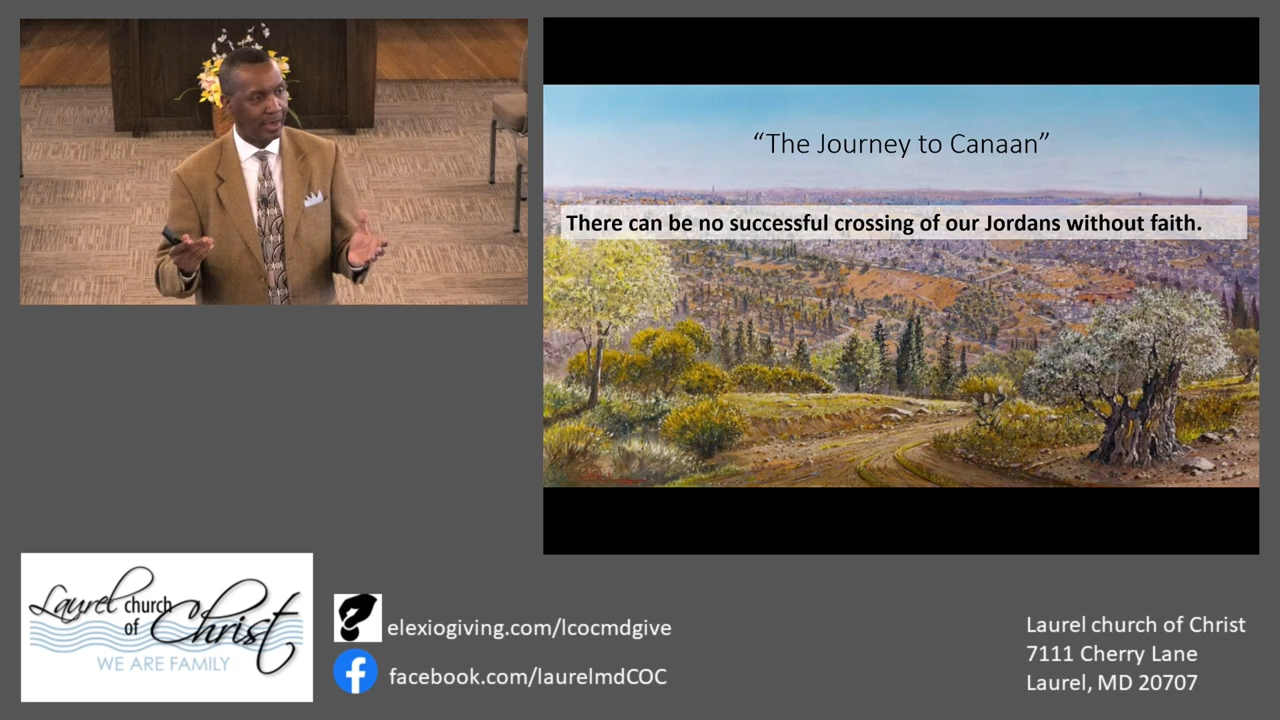 “The Journey to Canaan”
There can be no successful crossing of our Jordans without faith.
Laurel church of Christ
WE ARE FAMILY
elexiogiving.com/lcocmdgive
facebook.com/laurelmdCOC
Laurel church of Christ
7111 Cherry Lane
Laurel, MD 20707